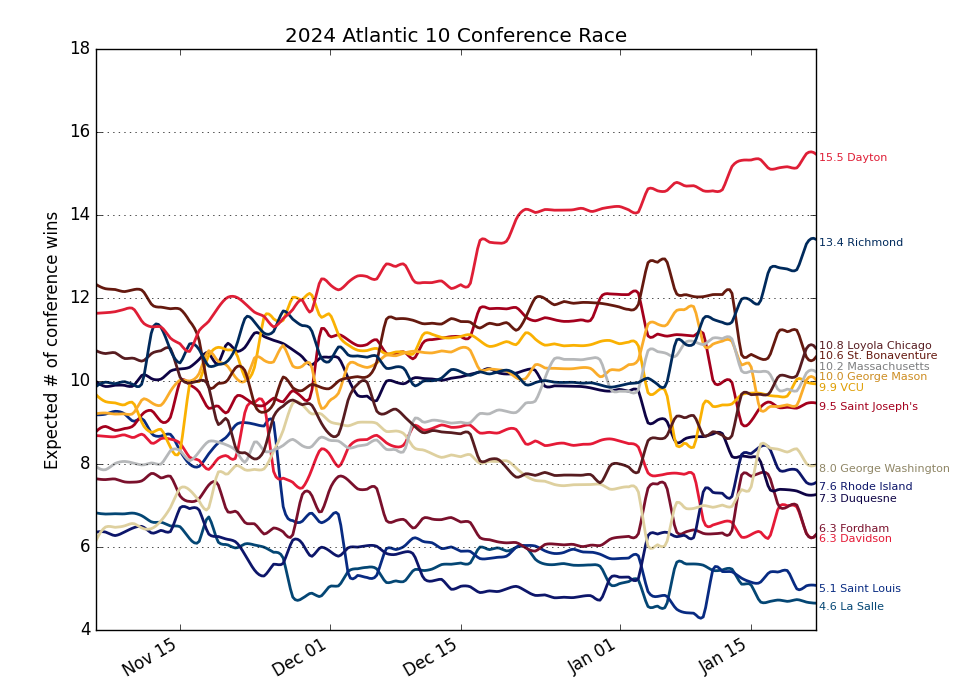 2024 Atlantic 10 Conference Race
Expected # of conference wins
18
16
14
12
10
8
6
4
15.5 Dayton
13.4 Richmond
10.8 Loyola Chicago
10.6 St. Bonaventure
10.2 Massachusetts
10.0 George Mason
9.9 VCU
9.5 Saint Joseph's
8.0 George Washington
7.6 Rhode Island
7.3 Duquesne
6.3 Fordham
6.3 Davidson
5.1 Saint Louis
4.6 La Salle
Nov 15
Dec 01
Dec 15
Jan 01
Jan 15